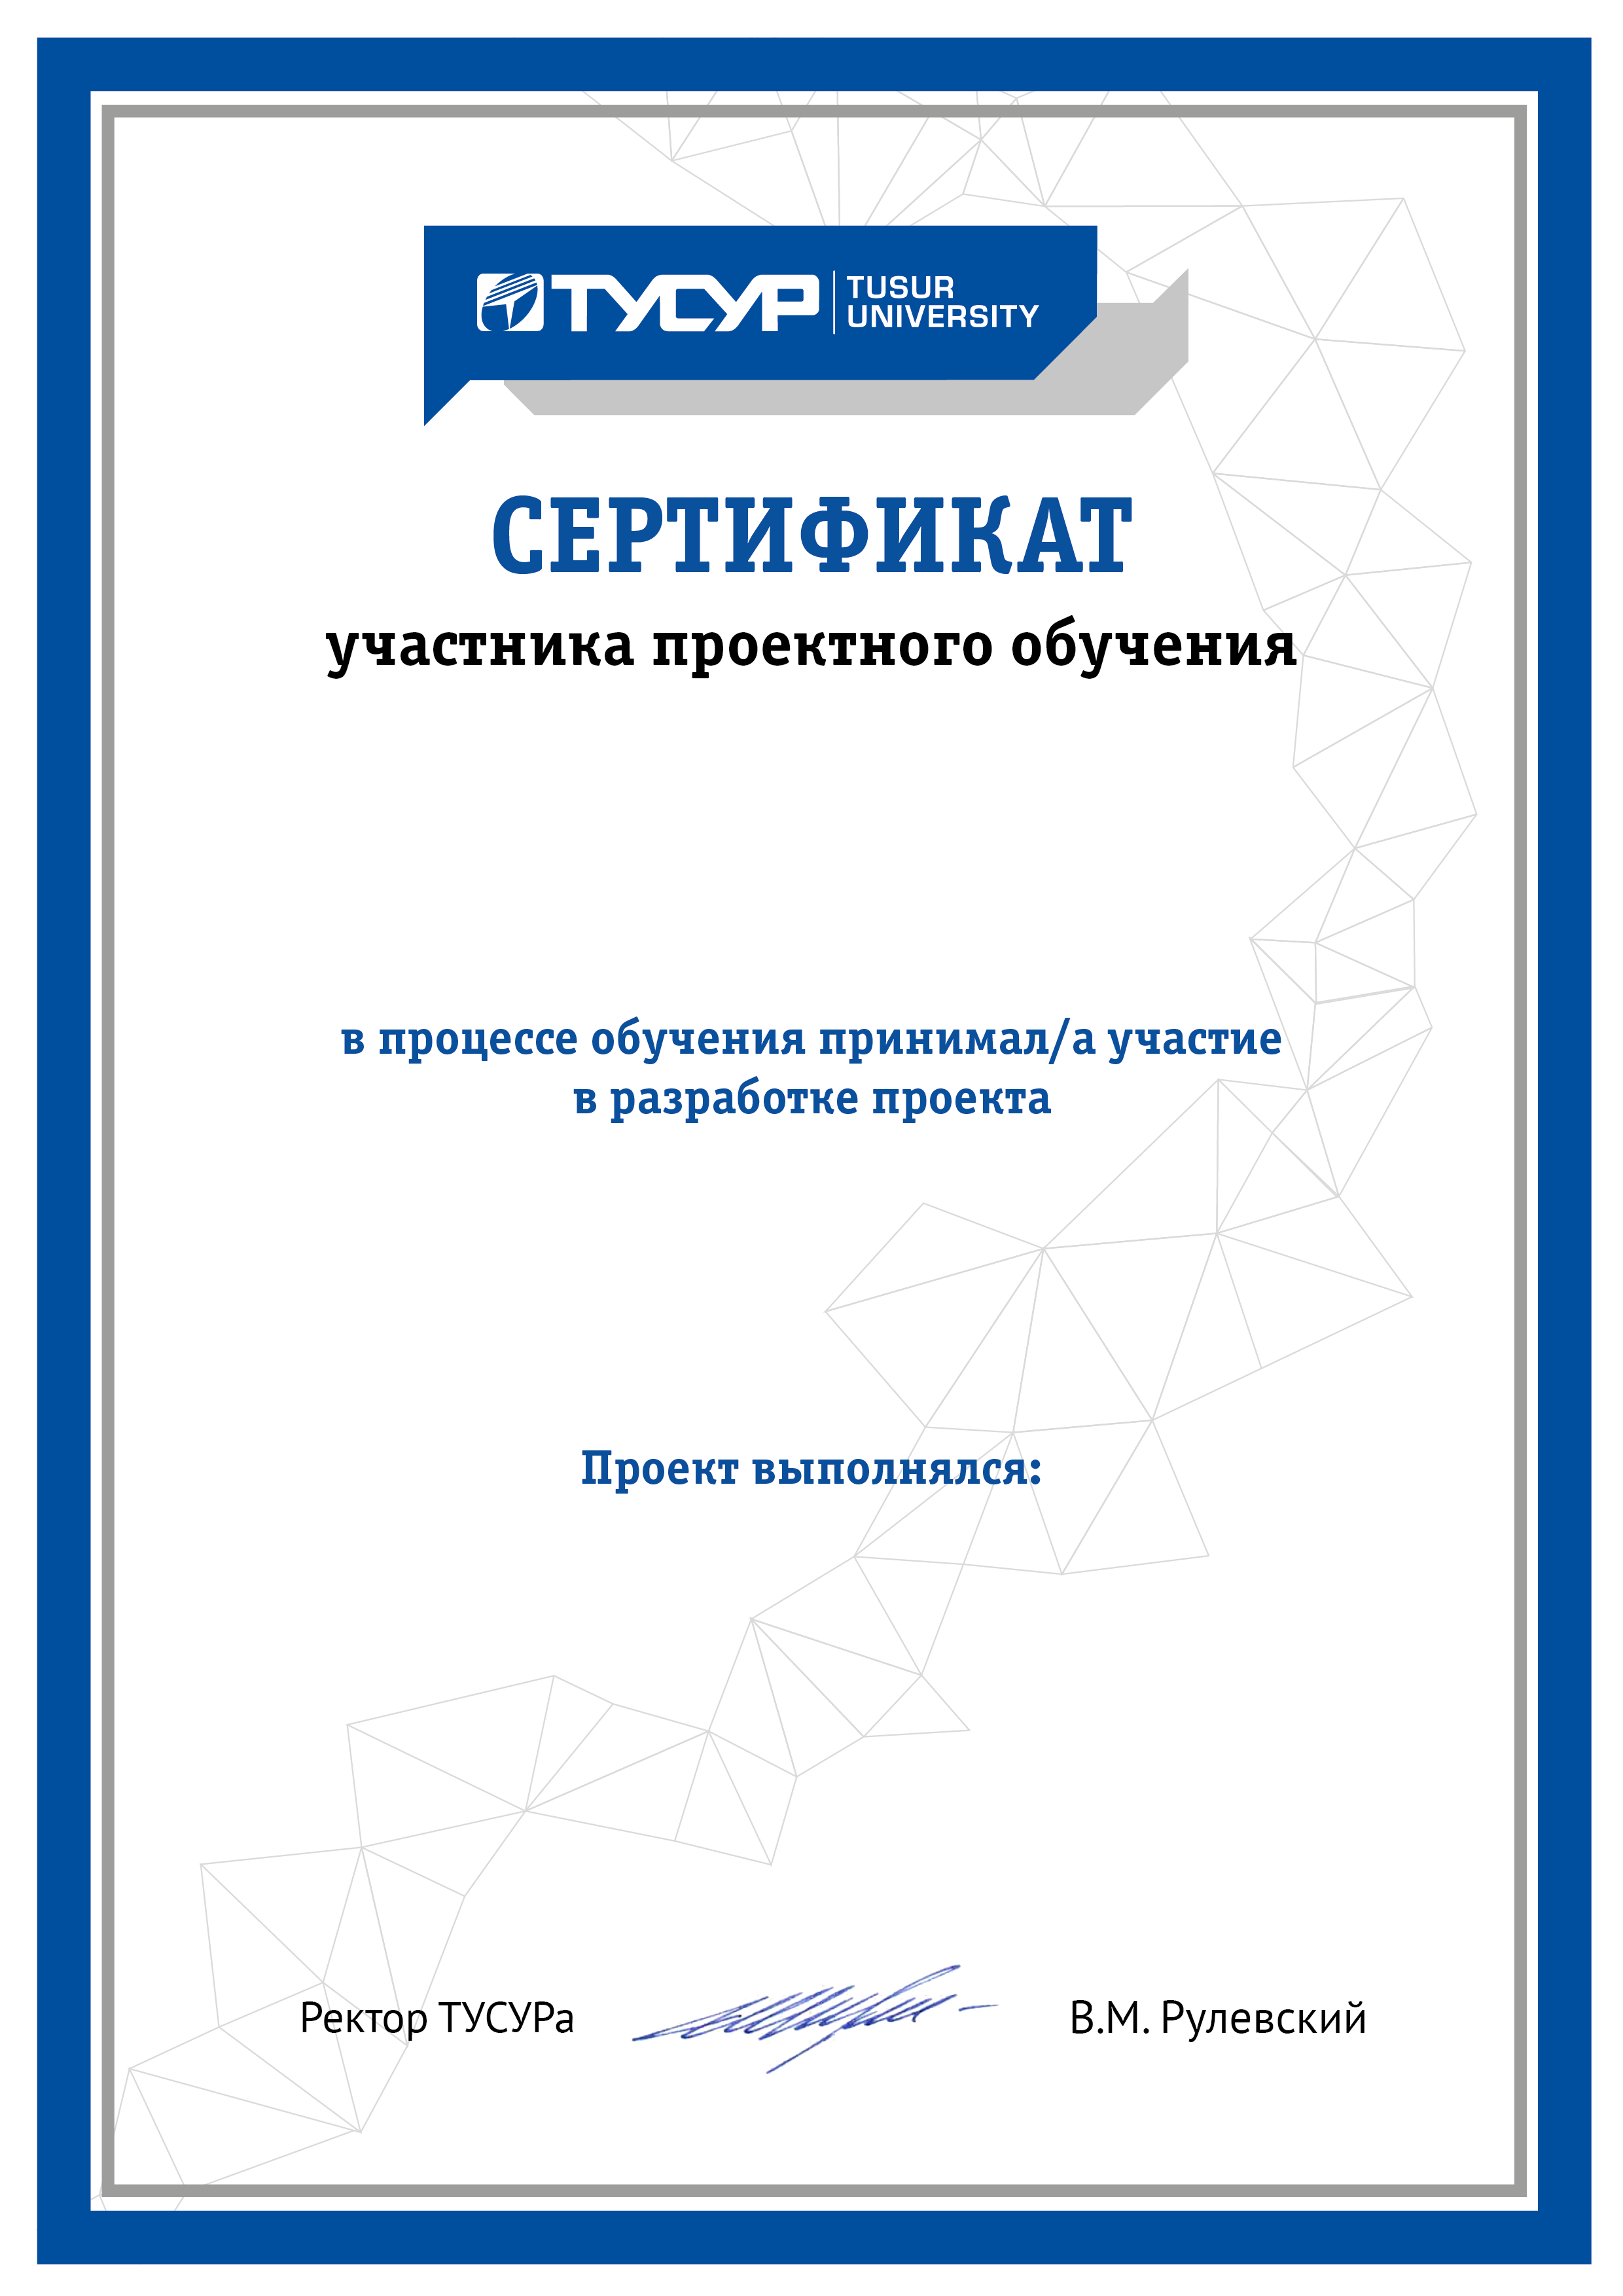 ТУСУР
TUSUR
UNIVERSITY
СЕРТИФИКАТ
участника проектного обучения
в процессе обучения принимал/а участие
в разработке проекта
Проект выполнялся:
Ректор ТУСУРа
В.М. Рулевский